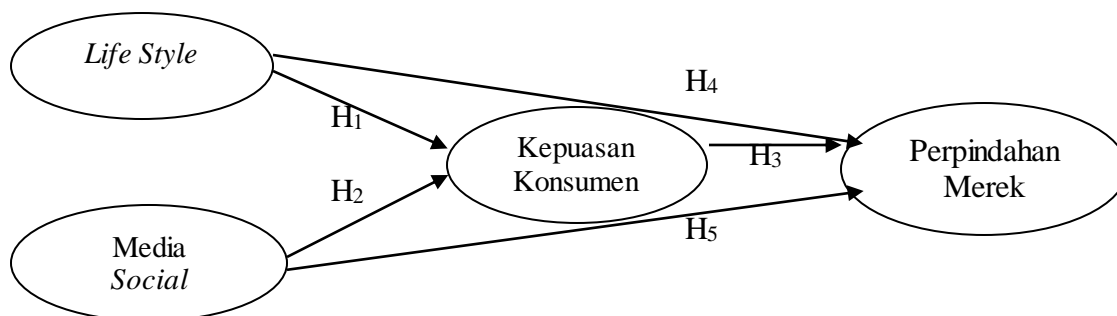 Life Style
H4
H1
Kepuasan
Konsumen
H3
Perpindahan
Merek
H2
Media
Social
H5